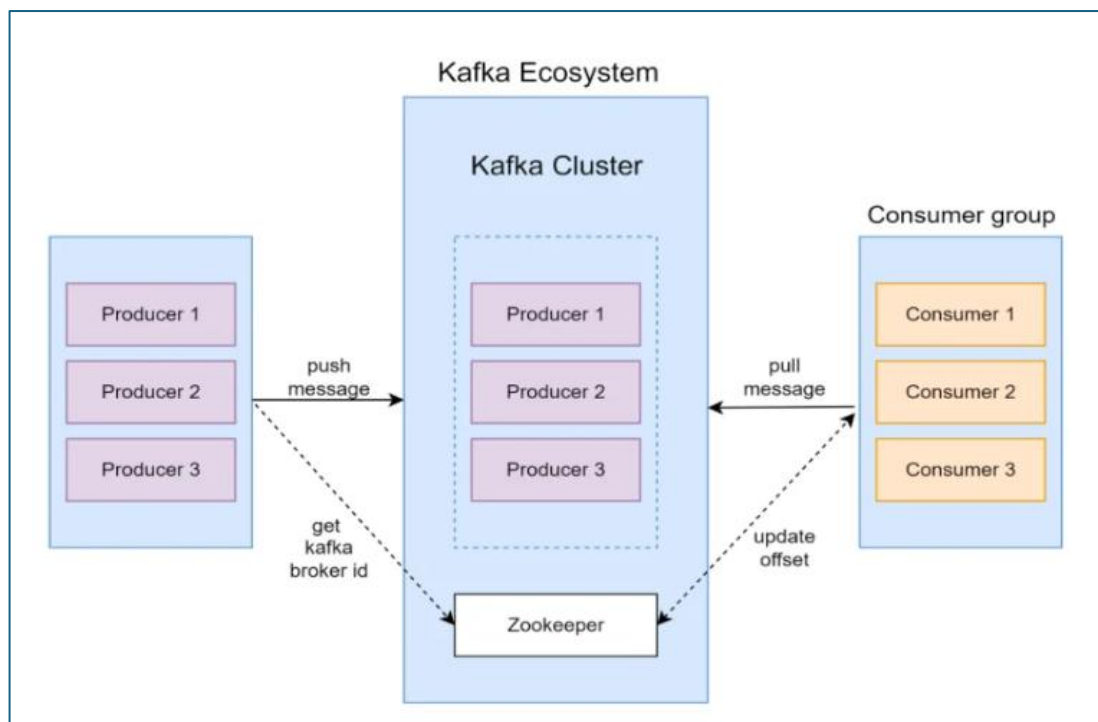 Kafka Ecosystem
Kafka Cluster
Consumer group
Producer 1
Producer 2
Producer 3
push
message
get
kafka
broker id
Producer 1
Producer 2
Producer 3
Zookeeper
pull
message
update
offset
Consumer 1
Consumer 2
Consumer 3